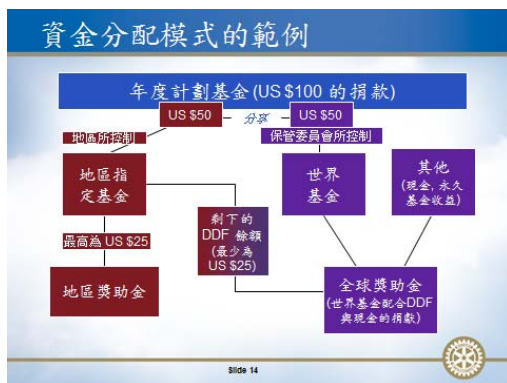 資金分配模式的範例
年度計劃基金(US $100 的捐款)
US $50
分享
US $50
地區所控制
保管委員會所控制
地區指
定基金
世界
基金
其他
(現金,永久
基金收益)
剩下的
DDF 餘額
(最少為
US $25)
最高為 US $25
地區獎助金
全球獎助金
(世界基金配合DDF
與現金的捐獻)
Slide 14